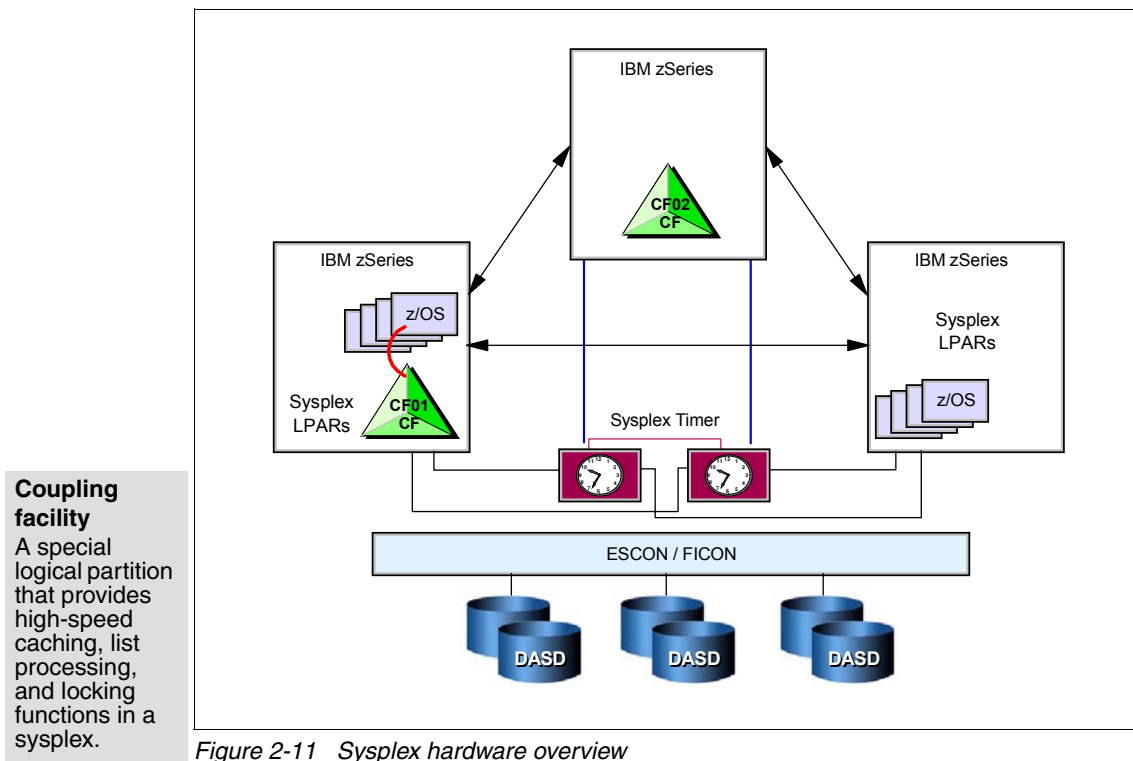 IBM zSeries
CF02
CF
IBM zSeries
z/OS
Sysplex
LPARs
CF01
CF
IBM zSeries
Sysplex
LPARs
z/OS
Sysplex Timer
ESCON / FICON
DASD
DASD
DASD
Coupling
facility
A special
logical partition
that provides
high-speed
caching, list
processing,
and locking
functions in a
sysplex.
Figure 2-11 Sysplex hardware overview